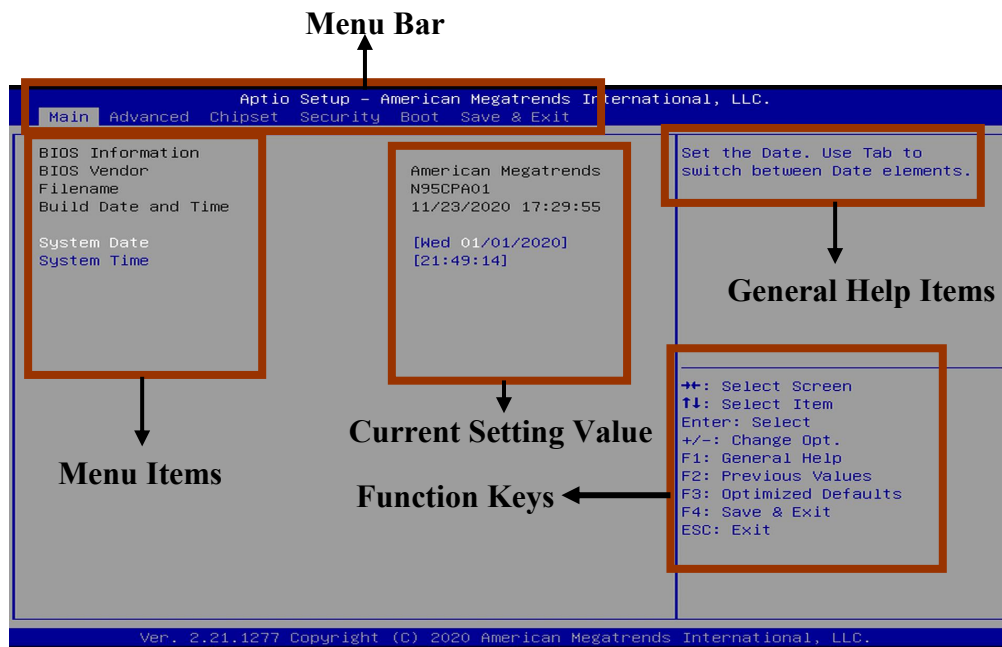 Menu Bar
Aptio Setup – American Megatrends International, LLC.
Main Advanced Chipset Security Boot Save & Exit
BIOS Information
BIOS Vendor American Megatrends
Filename N95CPA01
Build Date and Time 11/23/2020 17:29:55
System Date [Wed 01/01/2020]
System Time [21:49:14]
Set the Date. Use Tab to
switch between Date elements.
General Help Items
→←: Select Screen
↑↓: Select Item
Enter: Select
+/-: Change Opt.
F1: General Help
F2: Previous Values
F3: Optimized Defaults
F4: Save & Exit
ESC: Exit
Current Setting Value
Menu Items
Function Keys
Ver. 2.21.1277 Copyright (C) 2020 American Megatrends International, LLC.